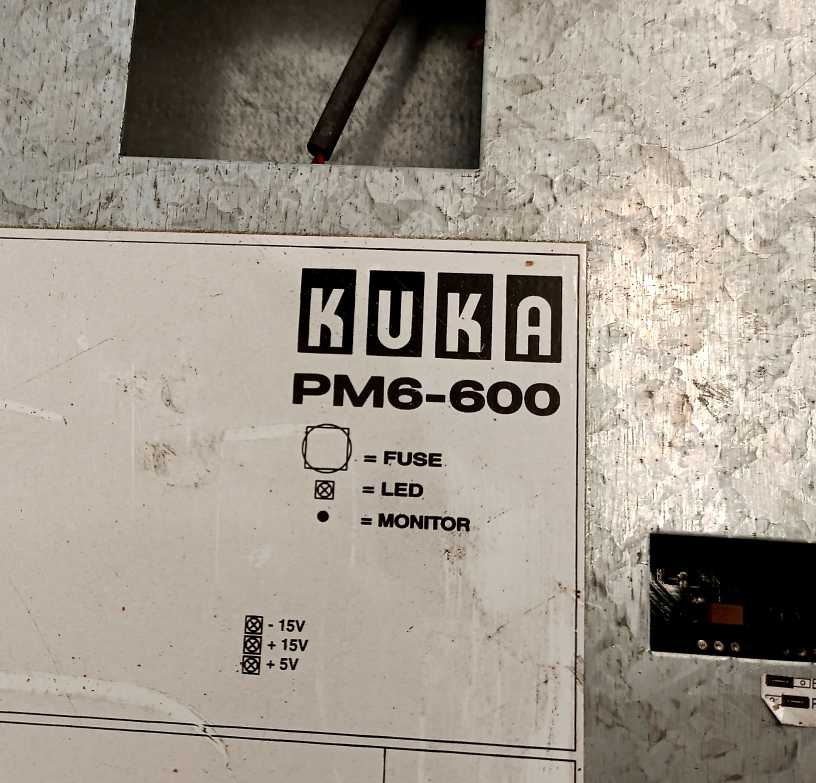 KUKA
PM6-600
= FUSE
= LED
= MONITOR
- 15V
+ 15V
+ 5V